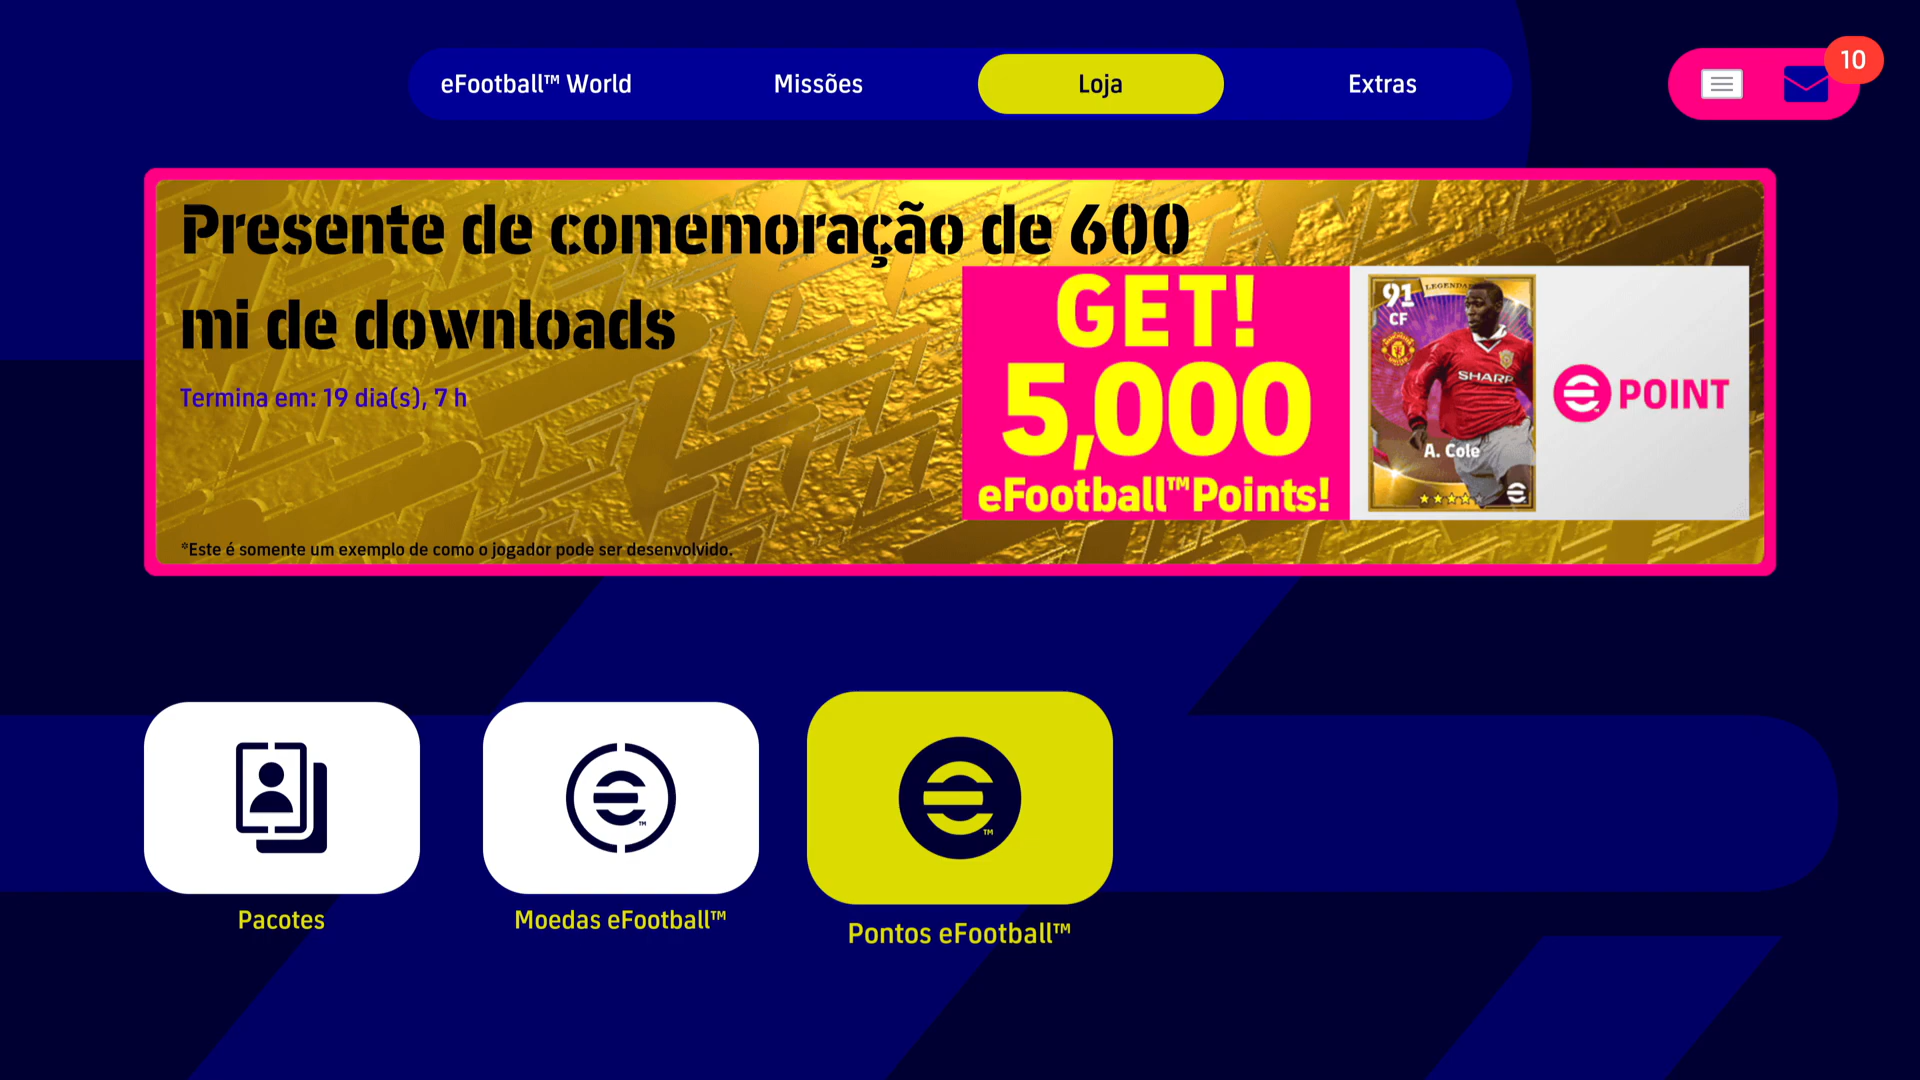 eFootball™ World
Missões
Loja
Extras
10
Presente de comemoração de 600
mi de downloads
Termina em: 19 dia(s), 7 h
*Este é somente um exemplo de como o jogador pode ser desenvolvido.
GET!
5,000
eFootball™Points!
91
CF
SHARP
A. Cole
POINT
Pacotes
Moedas eFootball™
Pontos eFootball™